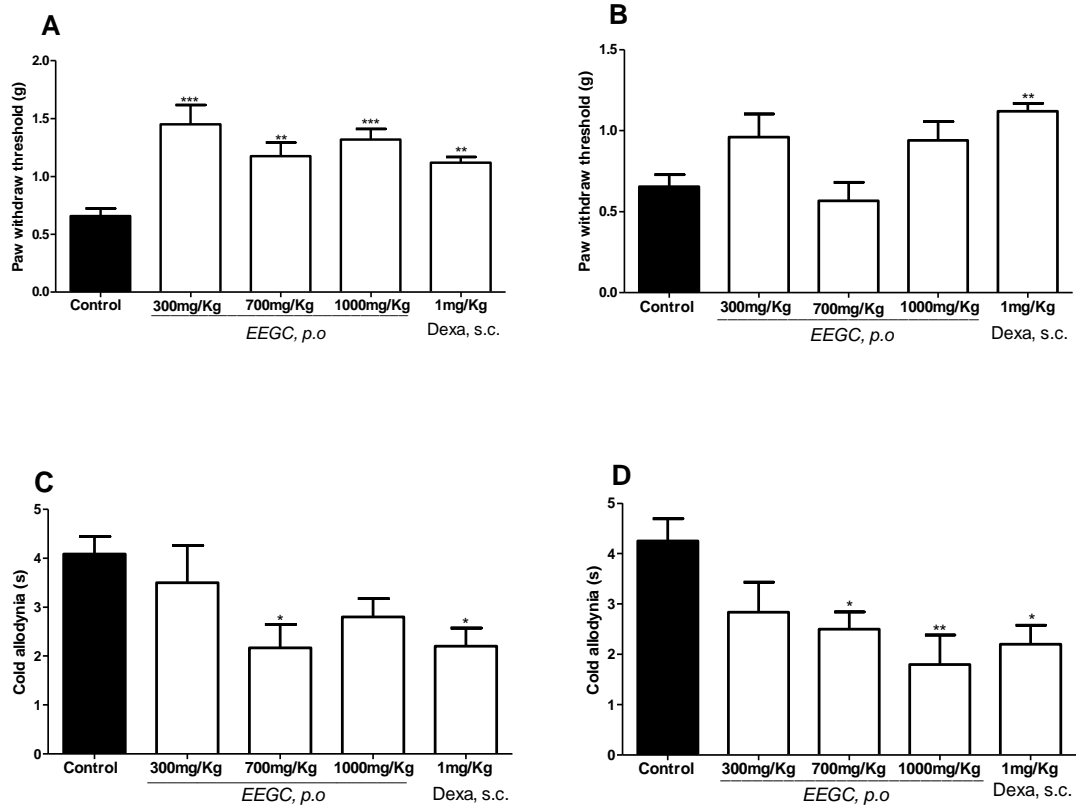 A
Paw withdraw threshold (g)
2.0
1.5
1.0
0.5
0.0
***
**
***
**
Control
300mg/Kg
700mg/Kg
1000mg/Kg
1mg/Kg
EEGC, p.o
Dexa, s.c.
B
Paw withdraw threshold (g)
1.5
1.0
0.5
0.0
**
Control
300mg/Kg
700mg/Kg
1000mg/Kg
1mg/Kg
EEGC, p.o
Dexa, s.c.
C
Cold allodynia (s)
5
4
3
2
1
0
*
*
Control
300mg/Kg
700mg/Kg
1000mg/Kg
1mg/Kg
EEGC, p.o
Dexa, s.c.
D
Cold allodynia (s)
5
4
3
2
1
0
*
**
*
Control
300mg/Kg
700mg/Kg
1000mg/Kg
1mg/Kg
EEGC, p.o
Dexa, s.c.